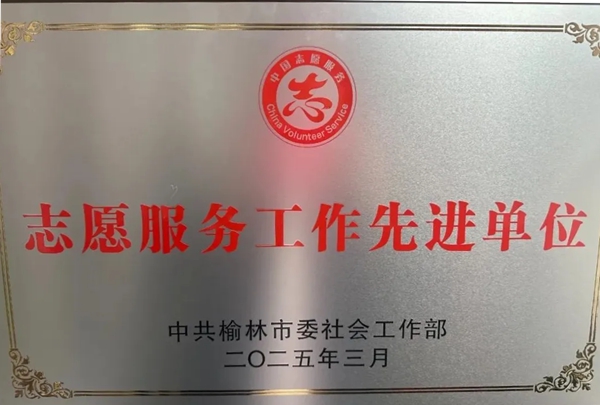 中国志愿服务
志
China Volunteer Service
志愿服务工作先进单位
中共榆林市委社会工作部
二〇二五年三月